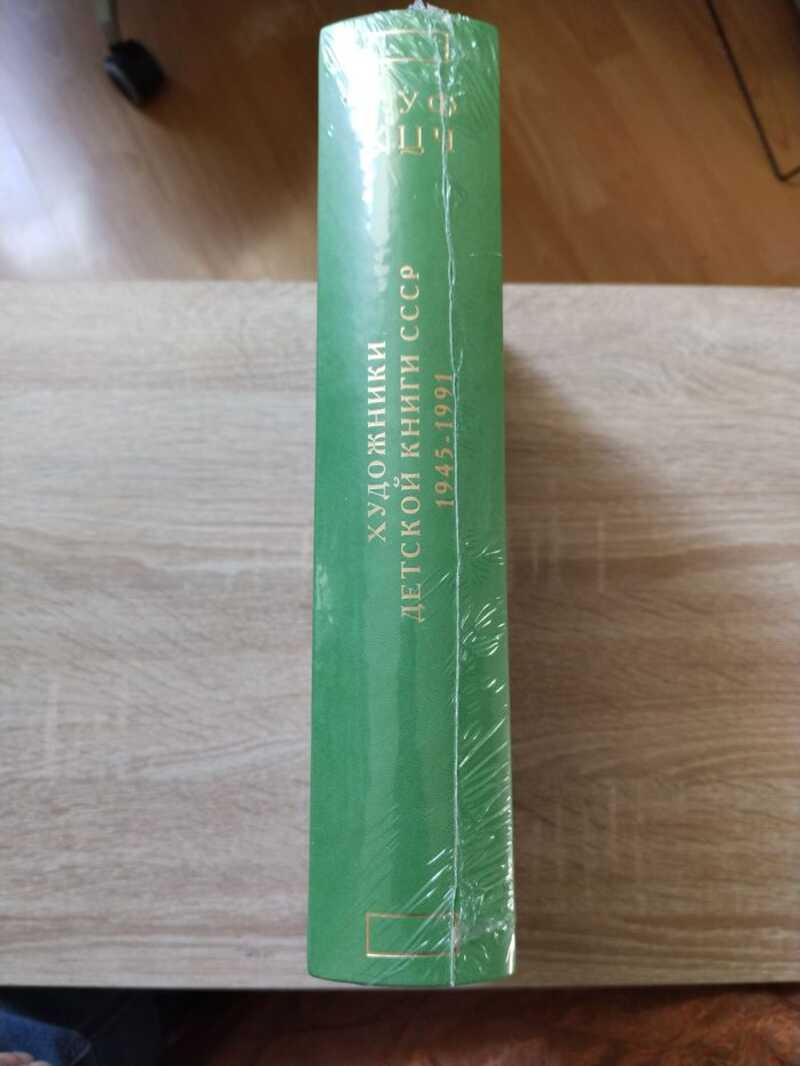 У Ф
Х Ц Ч
ХУДОЖНИКИ
ДЕТСКОЙ КНИГИ СССР
1945-1991